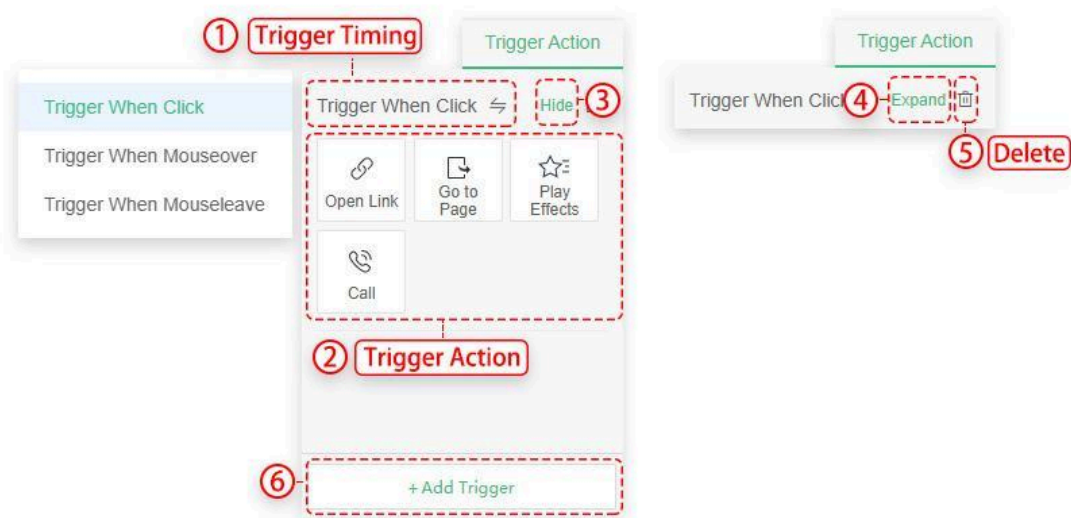 ① Trigger Timing
Trigger Action
Trigger When Click
Trigger When Mouseover
Trigger When Mouseleave
Trigger When Click
Hide
③
Open Link
Go to
Page
Play
Effects
Call
② Trigger Action
⑥
+ Add Trigger
Trigger Action
Trigger When Clic
④
Expand
⑤ Delete